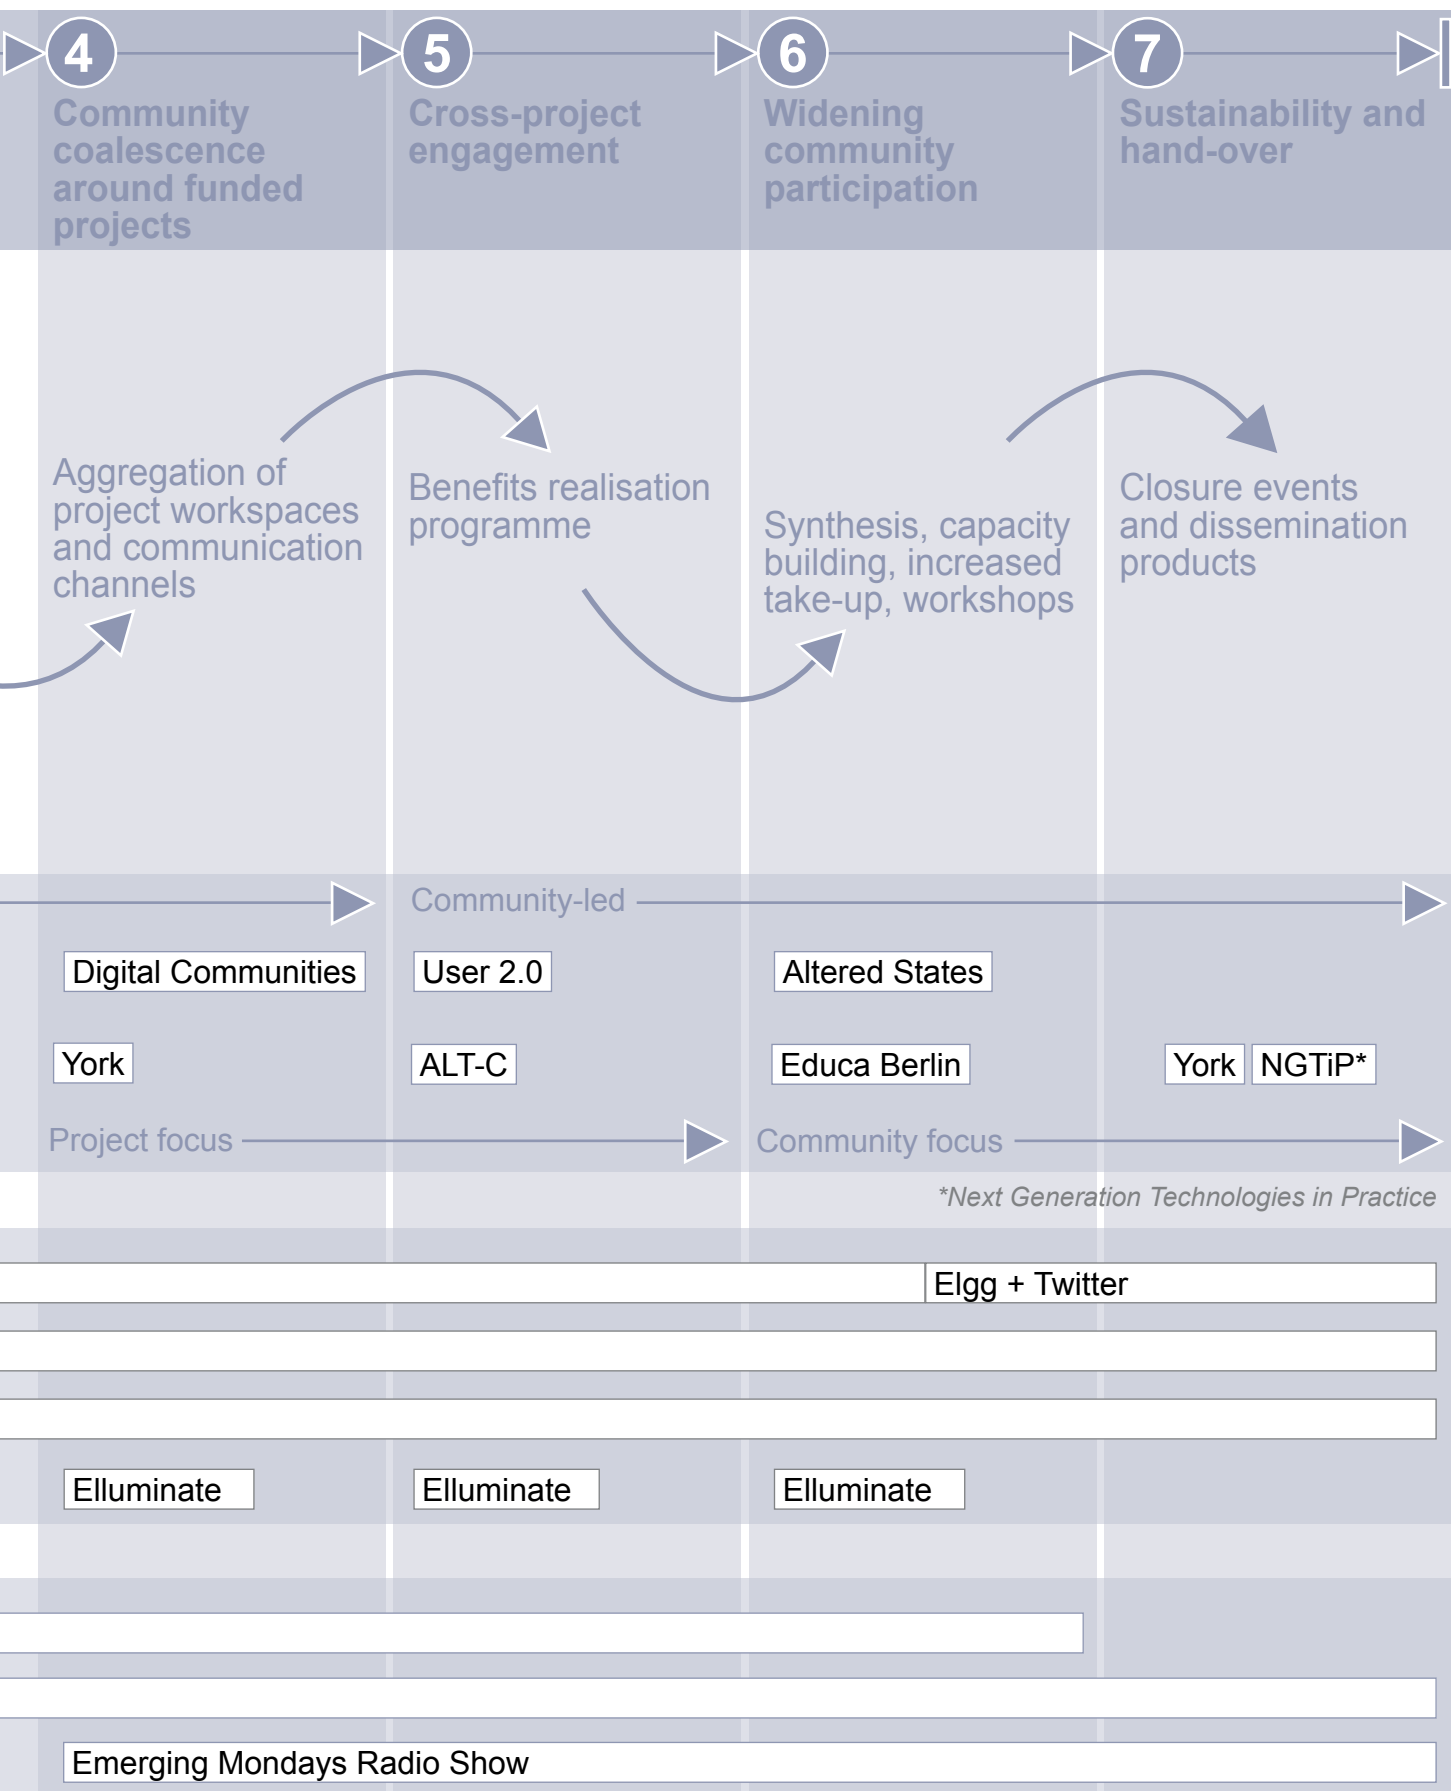 4
Community
coalescence
around funded
projects
5
Cross-project
engagement
6
Widening
community
participation
7
Sustainability and
hand-over
Aggregation of
project workspaces
and communication
channels
Benefits realisation
programme
Synthesis, capacity
building, increased
take-up, workshops
Closure events
and dissemination
products
Community-led
Digital Communities
User 2.0
Altered States
York
ALT-C
Educa Berlin
York
NGTiP*
Project focus
Community focus
*Next Generation Technologies in Practice
Elgg + Twitter
Elluminate
Elluminate
Elluminate
Emerging Mondays Radio Show